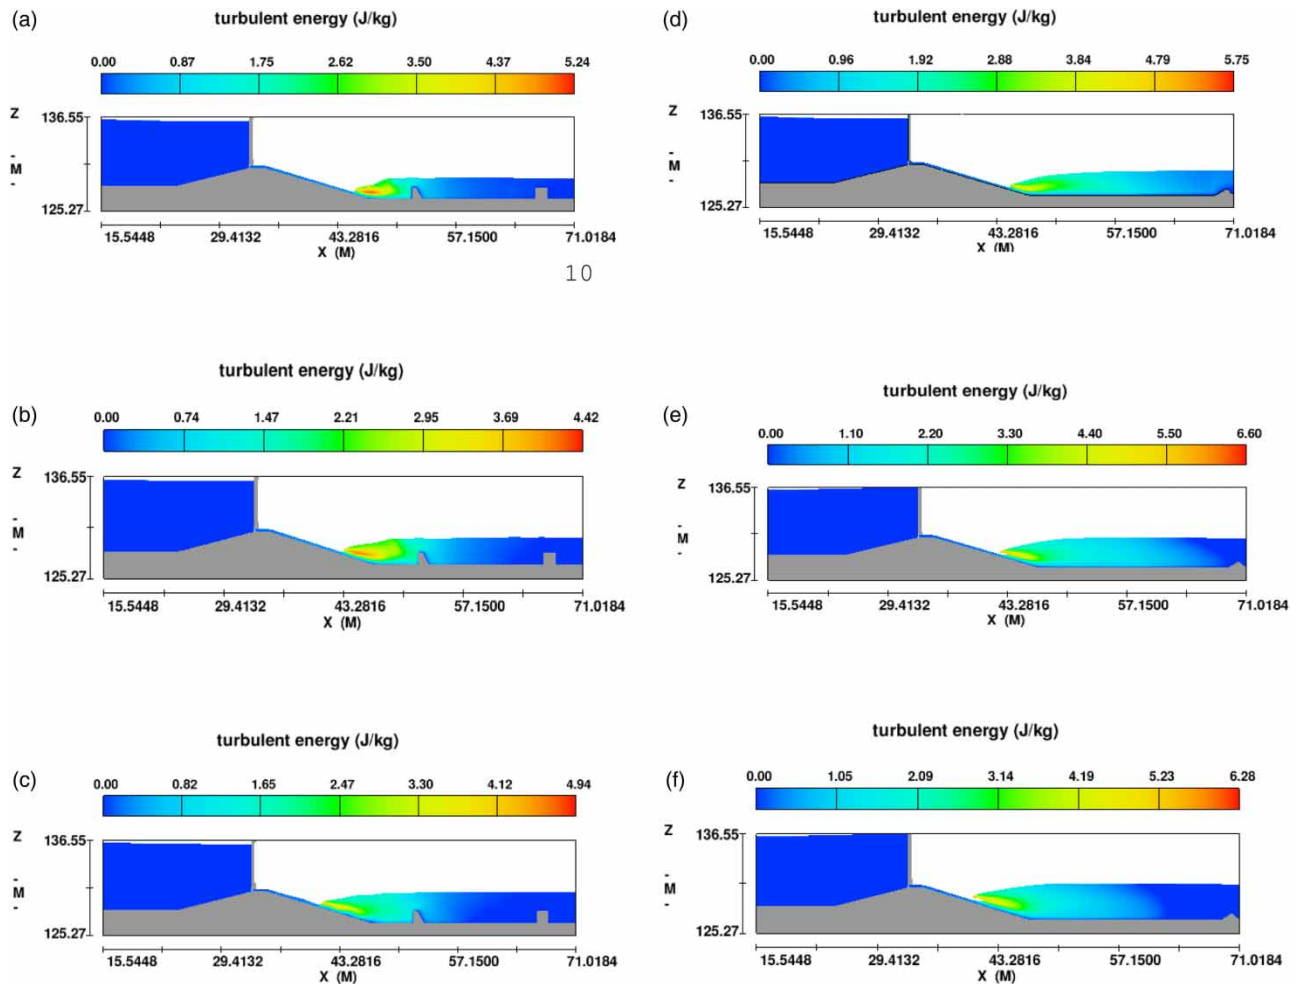 (a)
turbulent energy (J/kg)
0.00 0.87 1.75 2.62 3.50 4.37 5.24
Z
136.55
-
M
-
125.27
15.5448 29.4132 43.2816 57.1500 71.0184
X (M)
10
(b)
turbulent energy (J/kg)
0.00 0.74 1.47 2.21 2.95 3.69 4.42
Z
136.55
-
M
-
125.27
15.5448 29.4132 43.2816 57.1500 71.0184
X (M)
(c)
turbulent energy (J/kg)
0.00 0.82 1.65 2.47 3.30 4.12 4.94
Z
136.55
-
M
-
125.27
15.5448 29.4132 43.2816 57.1500 71.0184
X (M)
(d)
turbulent energy (J/kg)
0.00 0.96 1.92 2.88 3.84 4.79 5.75
Z
136.55
-
M
-
125.27
15.5448 29.4132 43.2816 57.1500 71.0184
X (M)
(e)
turbulent energy (J/kg)
0.00 1.10 2.20 3.30 4.40 5.50 6.60
Z
136.55
-
M
-
125.27
15.5448 29.4132 43.2816 57.1500 71.0184
X (M)
(f)
turbulent energy (J/kg)
0.00 1.05 2.09 3.14 4.19 5.23 6.28
Z
136.55
-
M
-
125.27
15.5448 29.4132 43.2816 57.1500 71.0184
X (M)